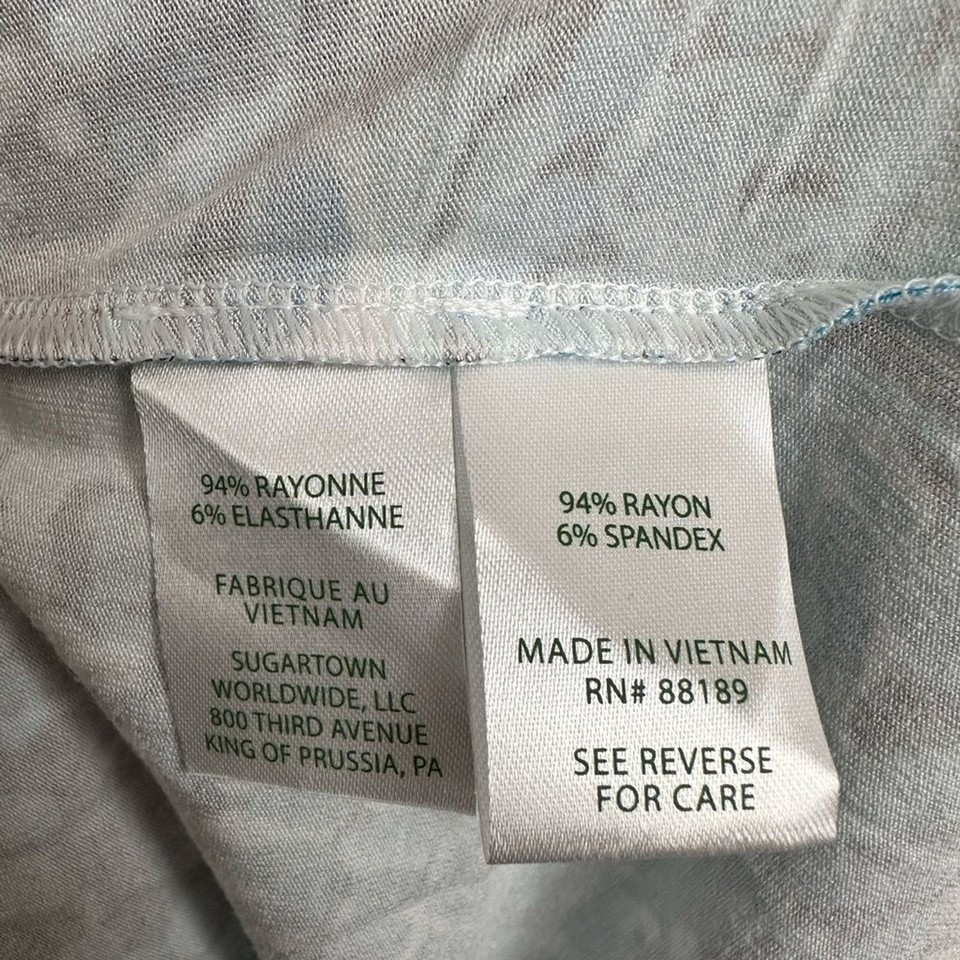 94% RAYONNE
6% ELASTHANNE
FABRIQUE AU
VIETNAM
SUGARTOWN
WORLDWIDE, LLC
800 THIRD AVENUE
KING OF PRUSSIA, PA
94% RAYON
6% SPANDEX
MADE IN VIETNAM
RN# 88189
SEE REVERSE
FOR CARE